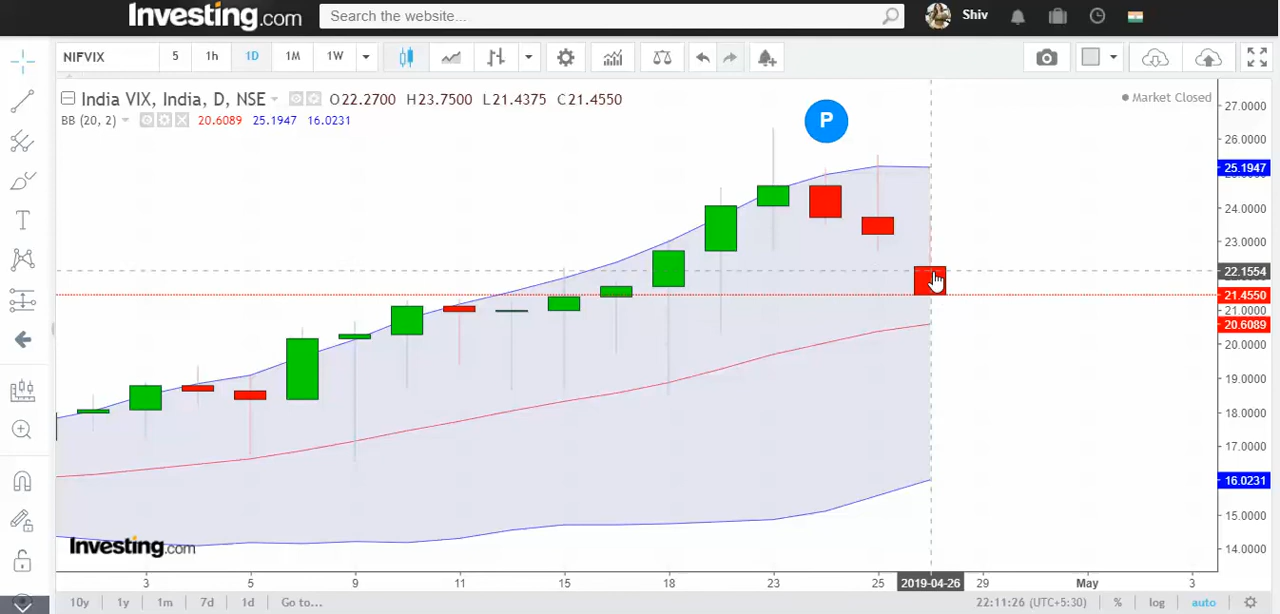 Investing.com Search the website... Shiv
NIFVIX 5 1h 1D 1M 1W
India VIX, India, D, NSE O22.2700 H23.7500 L21.4375 C21.4550 Market Closed
BB (20, 2) 20.6089 25.1947 16.0231
P
27.0000
26.0000
25.1947
25.0000
24.0000
23.0000
22.1554
21.4550
21.0000
20.6089
20.0000
19.0000
18.0000
17.0000
16.0231
15.0000
14.0000
Investing.com
3 5 9 11 15 18 23 25 2019-04-26 29 May 3
10y 1y 1m 7d 1d Go to... 22:11:26 (UTC+5:30) % log auto